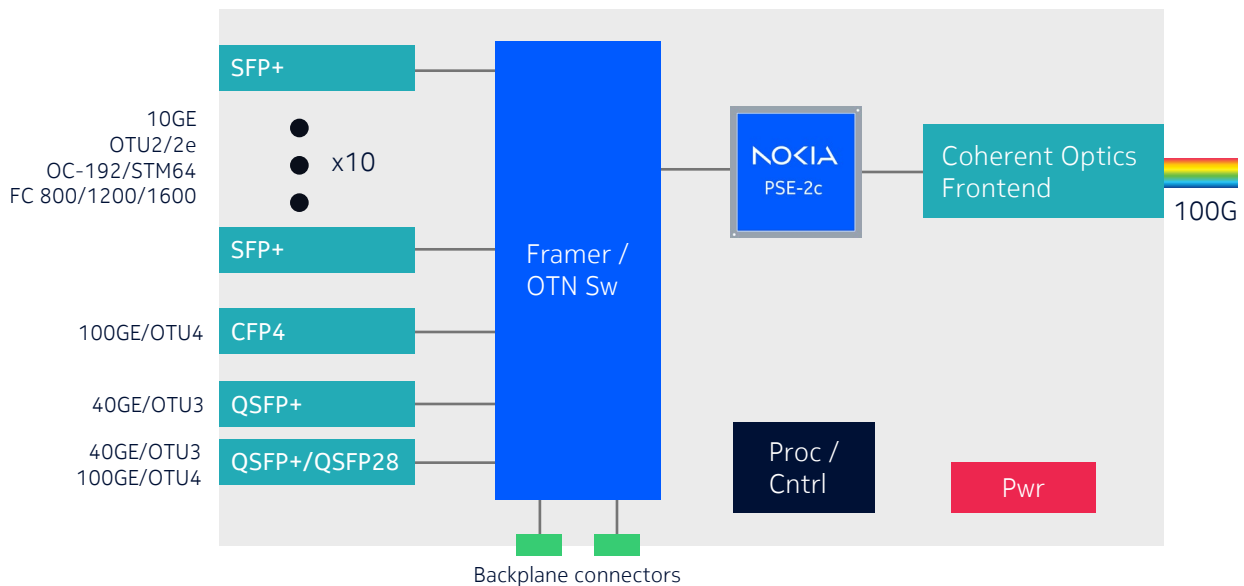 SFP+
10GE
OTU2/2e
OC-192/STM64
FC 800/1200/1600
x10
SFP+
100GE/OTU4
CFP4
40GE/OTU3
QSFP+
40GE/OTU3
100GE/OTU4
QSFP+/QSFP28
Framer /
OTN Sw
NOKIA
PSE-2c
Coherent Optics
Frontend
100G
Proc /
Cntrl
Pwr
Backplane connectors